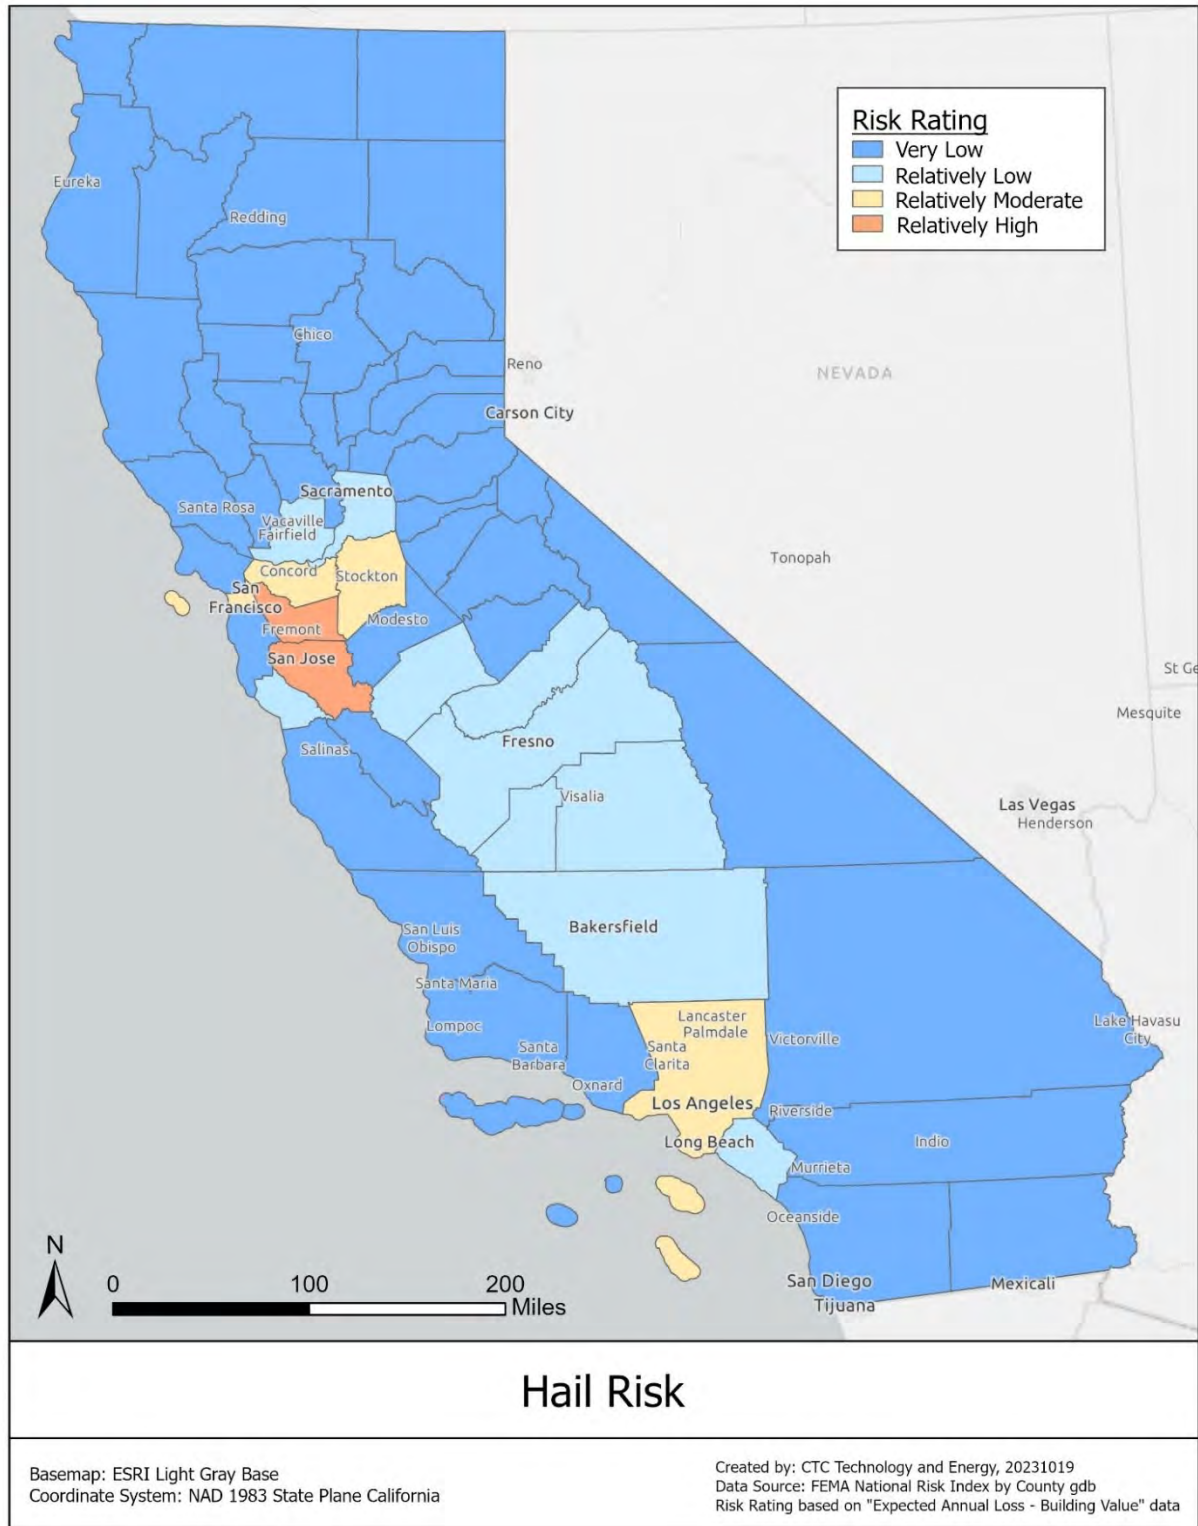 Risk Rating
Very Low
Relatively Low
Relatively Moderate
Relatively High
Eureka
Redding
Chico
Reno
NEVADA
Carson City
Sacramento
Santa Rosa
Vacaville
Fairfield
Tonopah
Concord
Stockton
San
Francisco
Modesto
Fremont
San Jose
St Ge
Mesquite
Salinas
Fresno
Visalia
Las Vegas
Henderson
Bakersfield
San Luis
Obispo
Santa Maria
Lompoc
Lancaster
Palmdale
Lake Havasu
City
Santa
Barbara
Santa
Clarita
Victorville
Oxnard
Los Angeles
Riverside
Long Beach
Indio
Murrieta
Oceanside
San Diego
Mexicali
Tijuana
N
0 100 200
Miles
Hail Risk
Basemap: ESRI Light Gray Base
Coordinate System: NAD 1983 State Plane California
Created by: CTC Technology and Energy, 20231019
Data Source: FEMA National Risk Index by County gdb
Risk Rating based on "Expected Annual Loss - Building Value" data